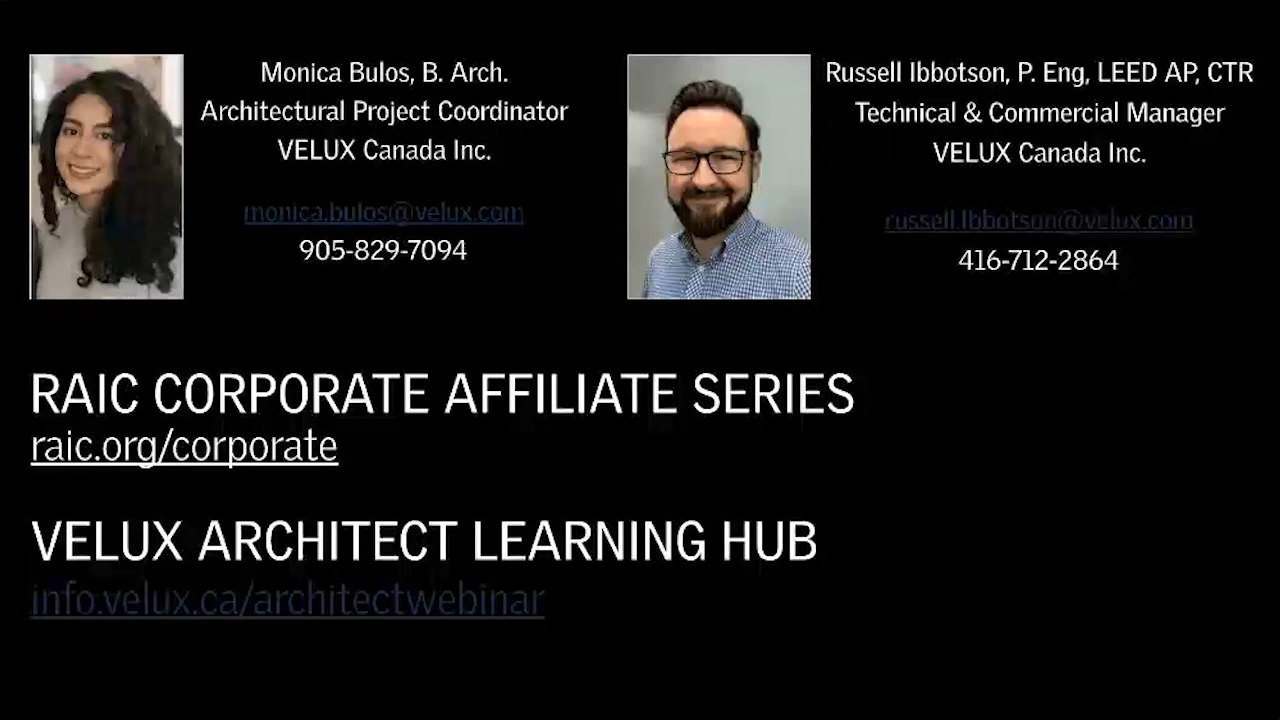 Monica Bulos, B. Arch.
Architectural Project Coordinator
VELUX Canada Inc.
monica.bulos@velux.com
905-829-7094
Russell Ibbotson, P. Eng, LEED AP, CTR
Technical & Commercial Manager
VELUX Canada Inc.
russell.Ibbotson@velux.com
416-712-2864
RAIC CORPORATE AFFILIATE SERIES
raic.org/corporate
VELUX ARCHITECT LEARNING HUB
info.velux.ca/architectwebinar